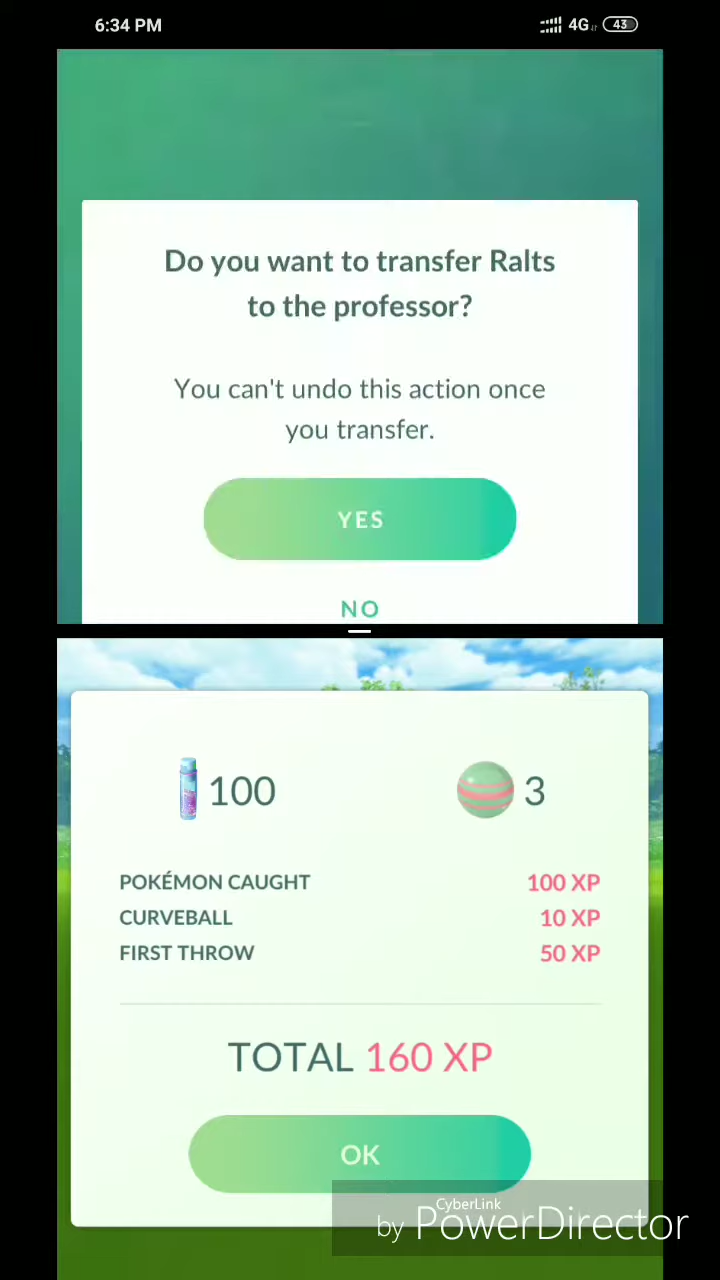 6:34 PM
4G
43
Do you want to transfer Ralts
to the professor?
You can't undo this action once
you transfer.
YES
NO
100
3
POKÉMON CAUGHT 100 XP
CURVEBALL 10 XP
FIRST THROW 50 XP
TOTAL 160 XP
OK
CyberLink
by PowerDirector